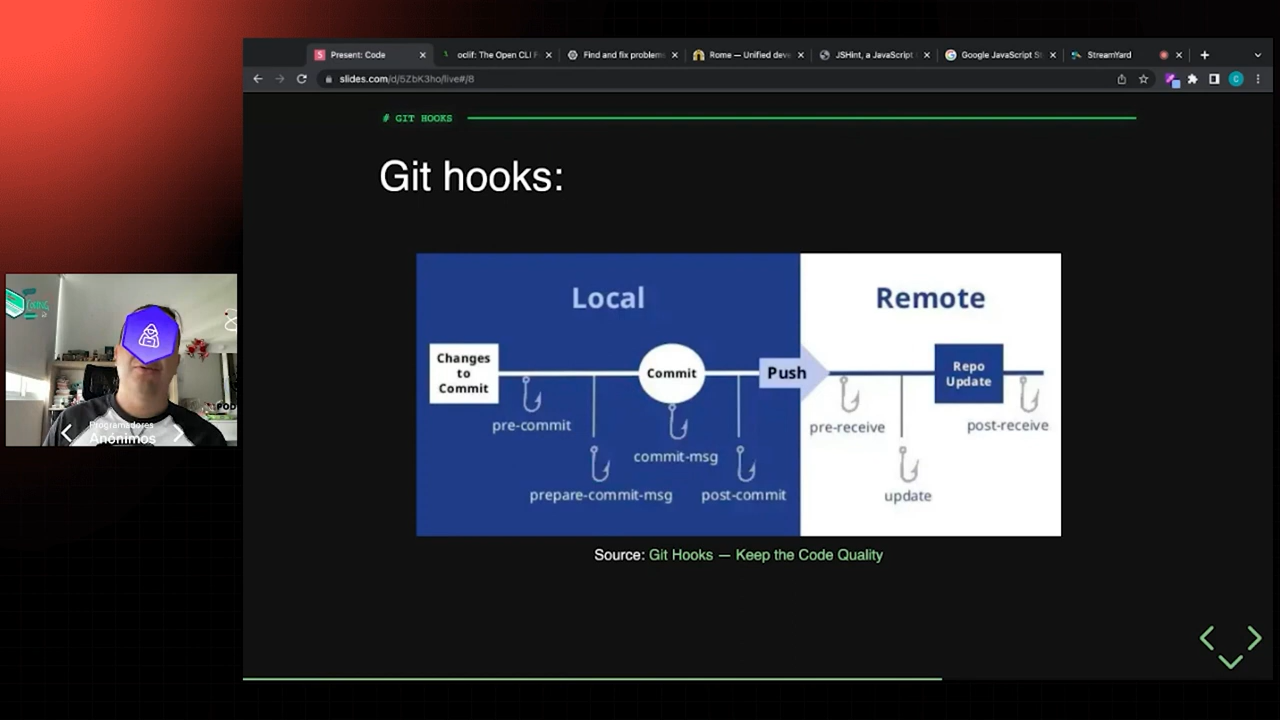 Present: Code
oclif: The Open CLI F
Find and fix problem
Rome — Unified deve
JSHint, a JavaScript
Google JavaScript St
StreamYard
slides.com/d/5ZbK3ho/live#/8
C
# GIT HOOKS
Git hooks:
Local
Remote
Changes
to
Commit
Commit
Push
Repo
Update
pre-commit
pre-receive
post-receive
commit-msg
prepare-commit-msg
post-commit
update
Source: Git Hooks — Keep the Code Quality
POD
Programadores
Anónimos